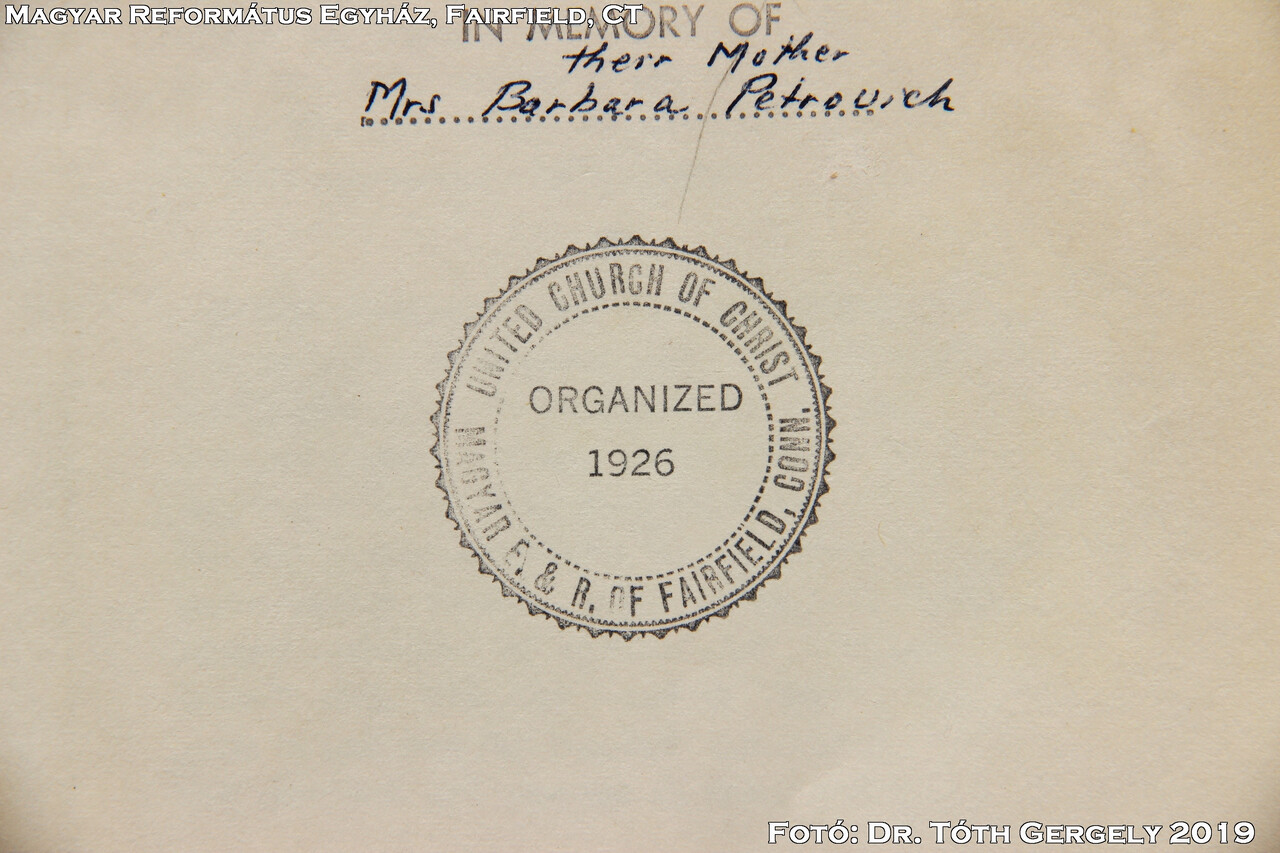 Magyar Református Egyház, Fairfield, CT
IN MEMORY OF
their Mother
Mrs Barbara Petrovich
UNITED CHURCH OF CHRIST
ORGANIZED
1926
MAGYAR E. & R. OF FAIRFIELD, CONN.
Fotó: Dr. Tóth Gergely 2019